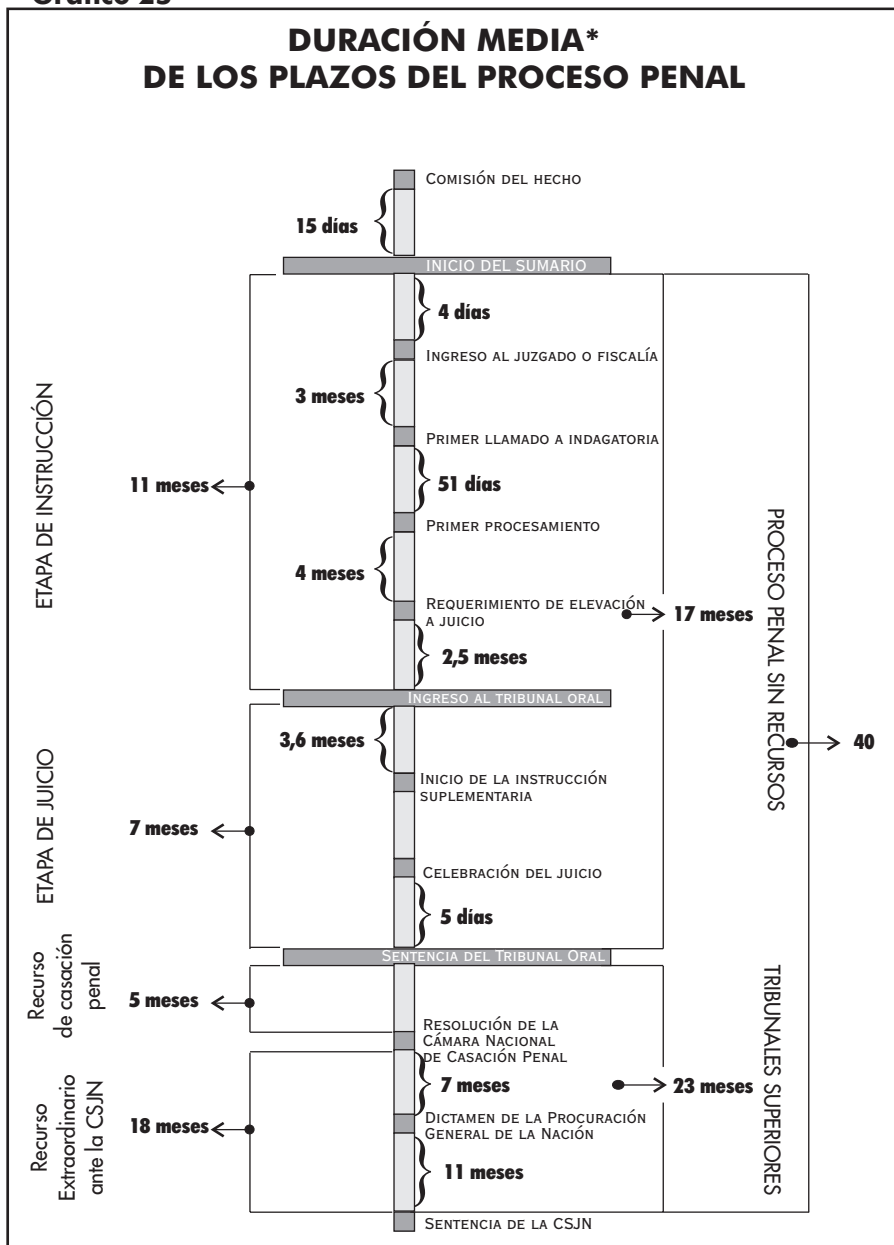 DURACIÓN MEDIA*
DE LOS PLAZOS DEL PROCESO PENAL
COMISIÓN DEL HECHO
15 días
INICIO DEL SUMARIO
4 días
INGRESO AL JUZGADO O FISCALÍA
3 meses
PRIMER LLAMADO A INDAGATORIA
ETAPA DE INSTRUCCIÓN
11 meses
51 días
PRIMER PROCESAMIENTO
4 meses
REQUERIMIENTO DE ELEVACIÓN
A JUICIO
17 meses
PROCESO PENAL SIN RECURSOS
2,5 meses
INGRESO AL TRIBUNAL ORAL
3,6 meses
40
INICIO DE LA INSTRUCCIÓN
SUPLEMENTARIA
ETAPA DE JUICIO
7 meses
CELEBRACIÓN DEL JUICIO
5 días
SENTENCIA DEL TRIBUNAL ORAL
Recurso
de casación
penal
5 meses
RESOLUCIÓN DE LA
CÁMARA NACIONAL
DE CASACIÓN PENAL
7 meses
23 meses
TRIBUNALES SUPERIORES
Recurso
Extraordinario
ante la CSJN
18 meses
DICTAMEN DE LA PROCURACIÓN
GENERAL DE LA NACIÓN
11 meses
SENTENCIA DE LA CSJN